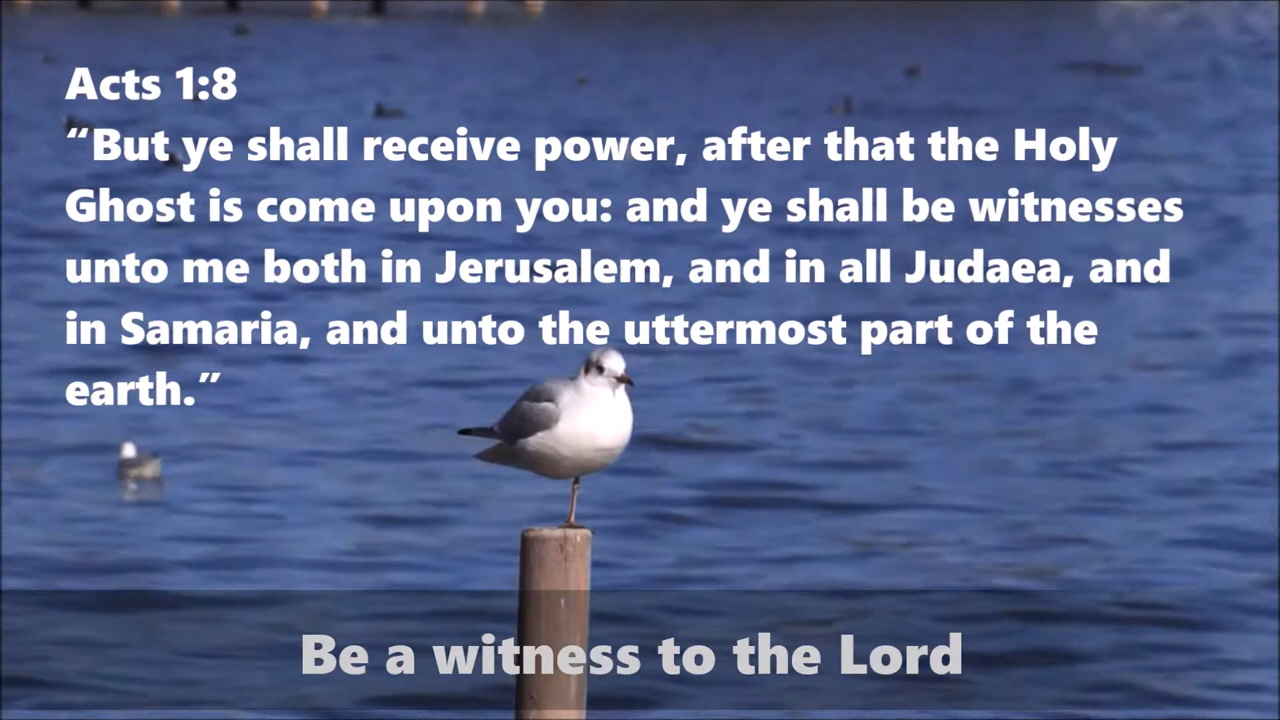 Acts 1:8
“But ye shall receive power, after that the Holy
Ghost is come upon you: and ye shall be witnesses
unto me both in Jerusalem, and in all Judaea, and
in Samaria, and unto the uttermost part of the
earth.”
Be a witness to the Lord